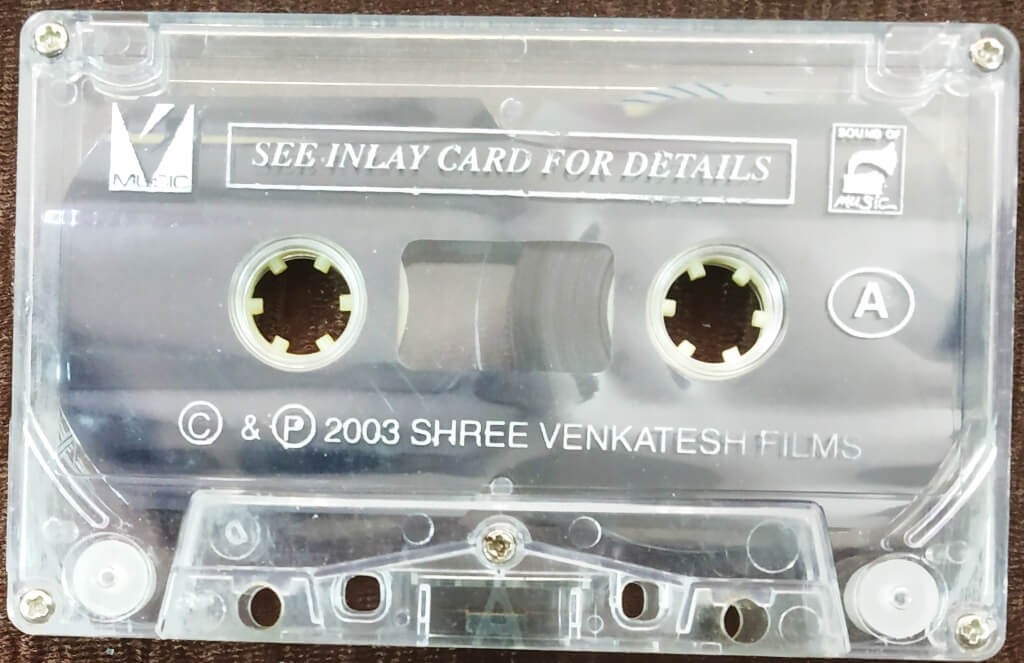 MUSIC
SEE INLAY CARD FOR DETAILS
SOUND OF
MUSIC
A
© & ℗ 2003 SHREE VENKATESH FILMS